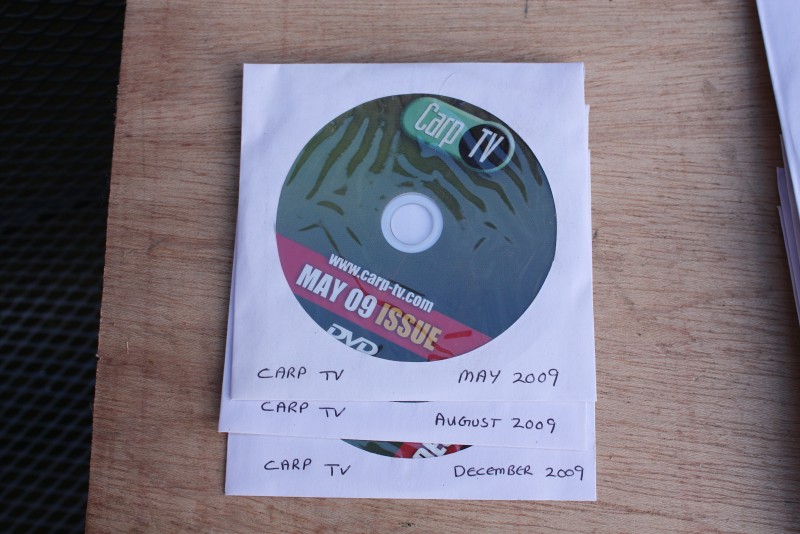 Carp TV
www.carp-tv.com
MAY 09 ISSUE
DVD
CARP TV MAY 2009
CARP TV AUGUST 2009
CARP TV DECEMBER 2009